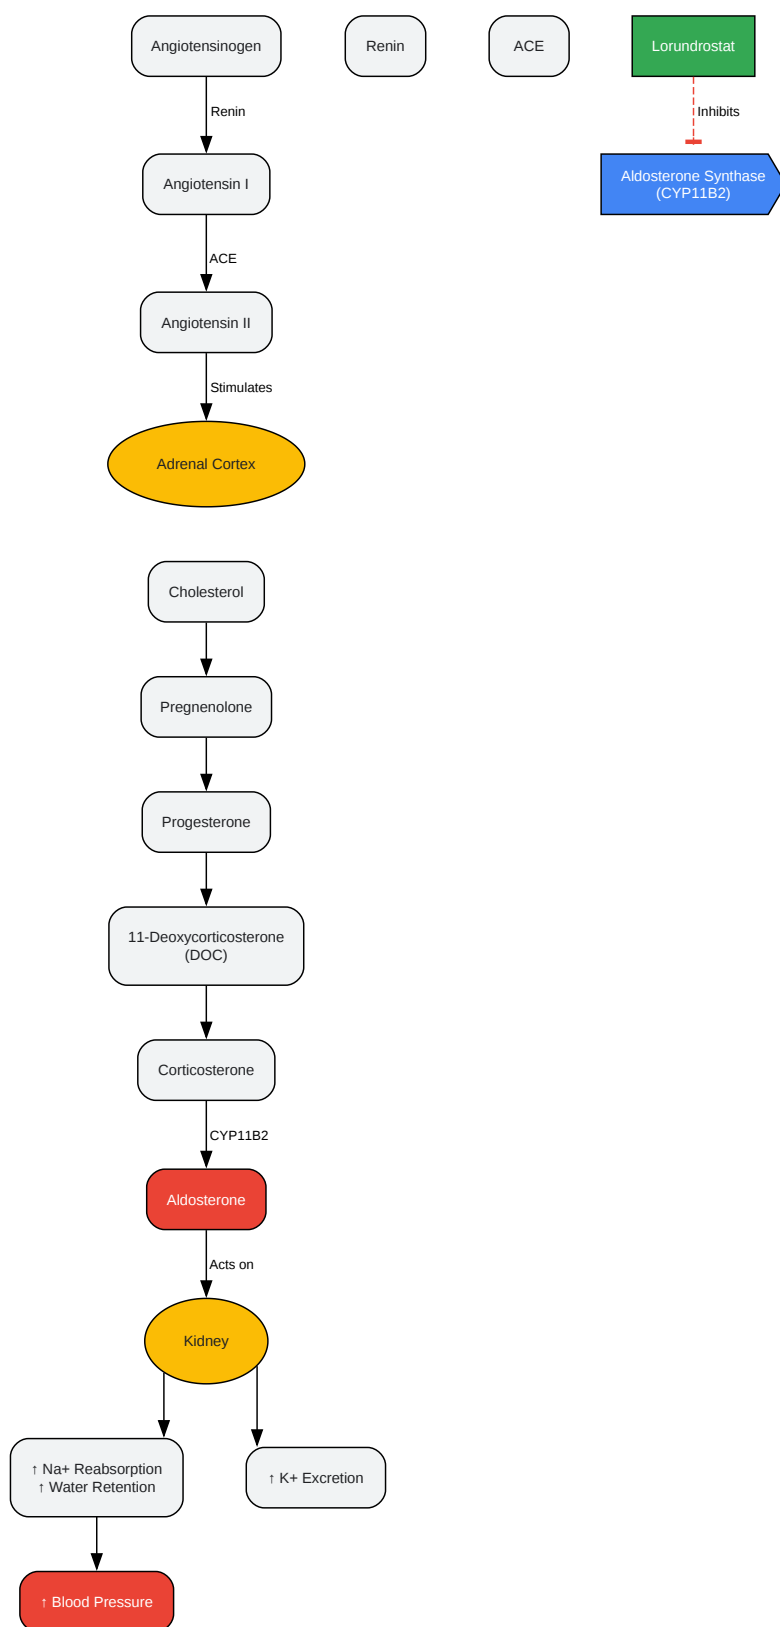 Angiotensinogen
Renin
ACE
Lorundrostat
Renin
Inhibits
Angiotensin I
Aldosterone Synthase
(CYP11B2)
ACE
Angiotensin II
Stimulates
Adrenal Cortex
Cholesterol
Pregnenolone
Progesterone
11-Deoxycorticosterone
(DOC)
Corticosterone
CYP11B2
Aldosterone
Acts on
Kidney
↑ Na+ Reabsorption
↑ Water Retention
↑ K+ Excretion
↑ Blood Pressure